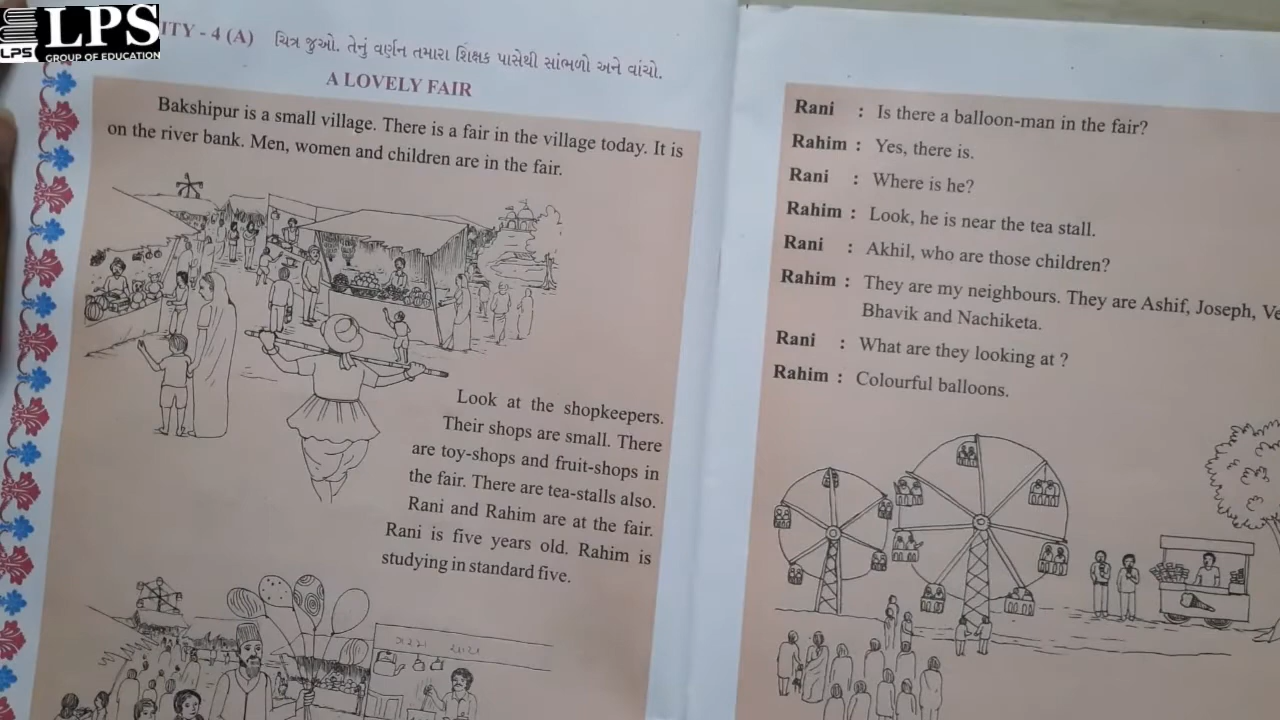 LPS
LPS
GROUP OF EDUCATION
ITY - 4 (A) ચિત્ર જુઓ. તેનું વર્ણન તમારા શિક્ષક પાસેથી સાંભળો અને વાંચો.
A LOVELY FAIR
Bakshipur is a small village. There is a fair in the village today. It is
on the river bank. Men, women and children are in the fair.
Look at the shopkeepers.
Their shops are small. There
are toy-shops and fruit-shops in
the fair. There are tea-stalls also.
Rani and Rahim are at the fair.
Rani is five years old. Rahim is
studying in standard five.
ગરમ ચાય
Rani : Is there a balloon-man in the fair?
Rahim : Yes, there is.
Rani : Where is he?
Rahim : Look, he is near the tea stall.
Rani : Akhil, who are those children?
Rahim : They are my neighbours. They are Ashif, Joseph, Ve
Bhavik and Nachiketa.
Rani : What are they looking at ?
Rahim : Colourful balloons.